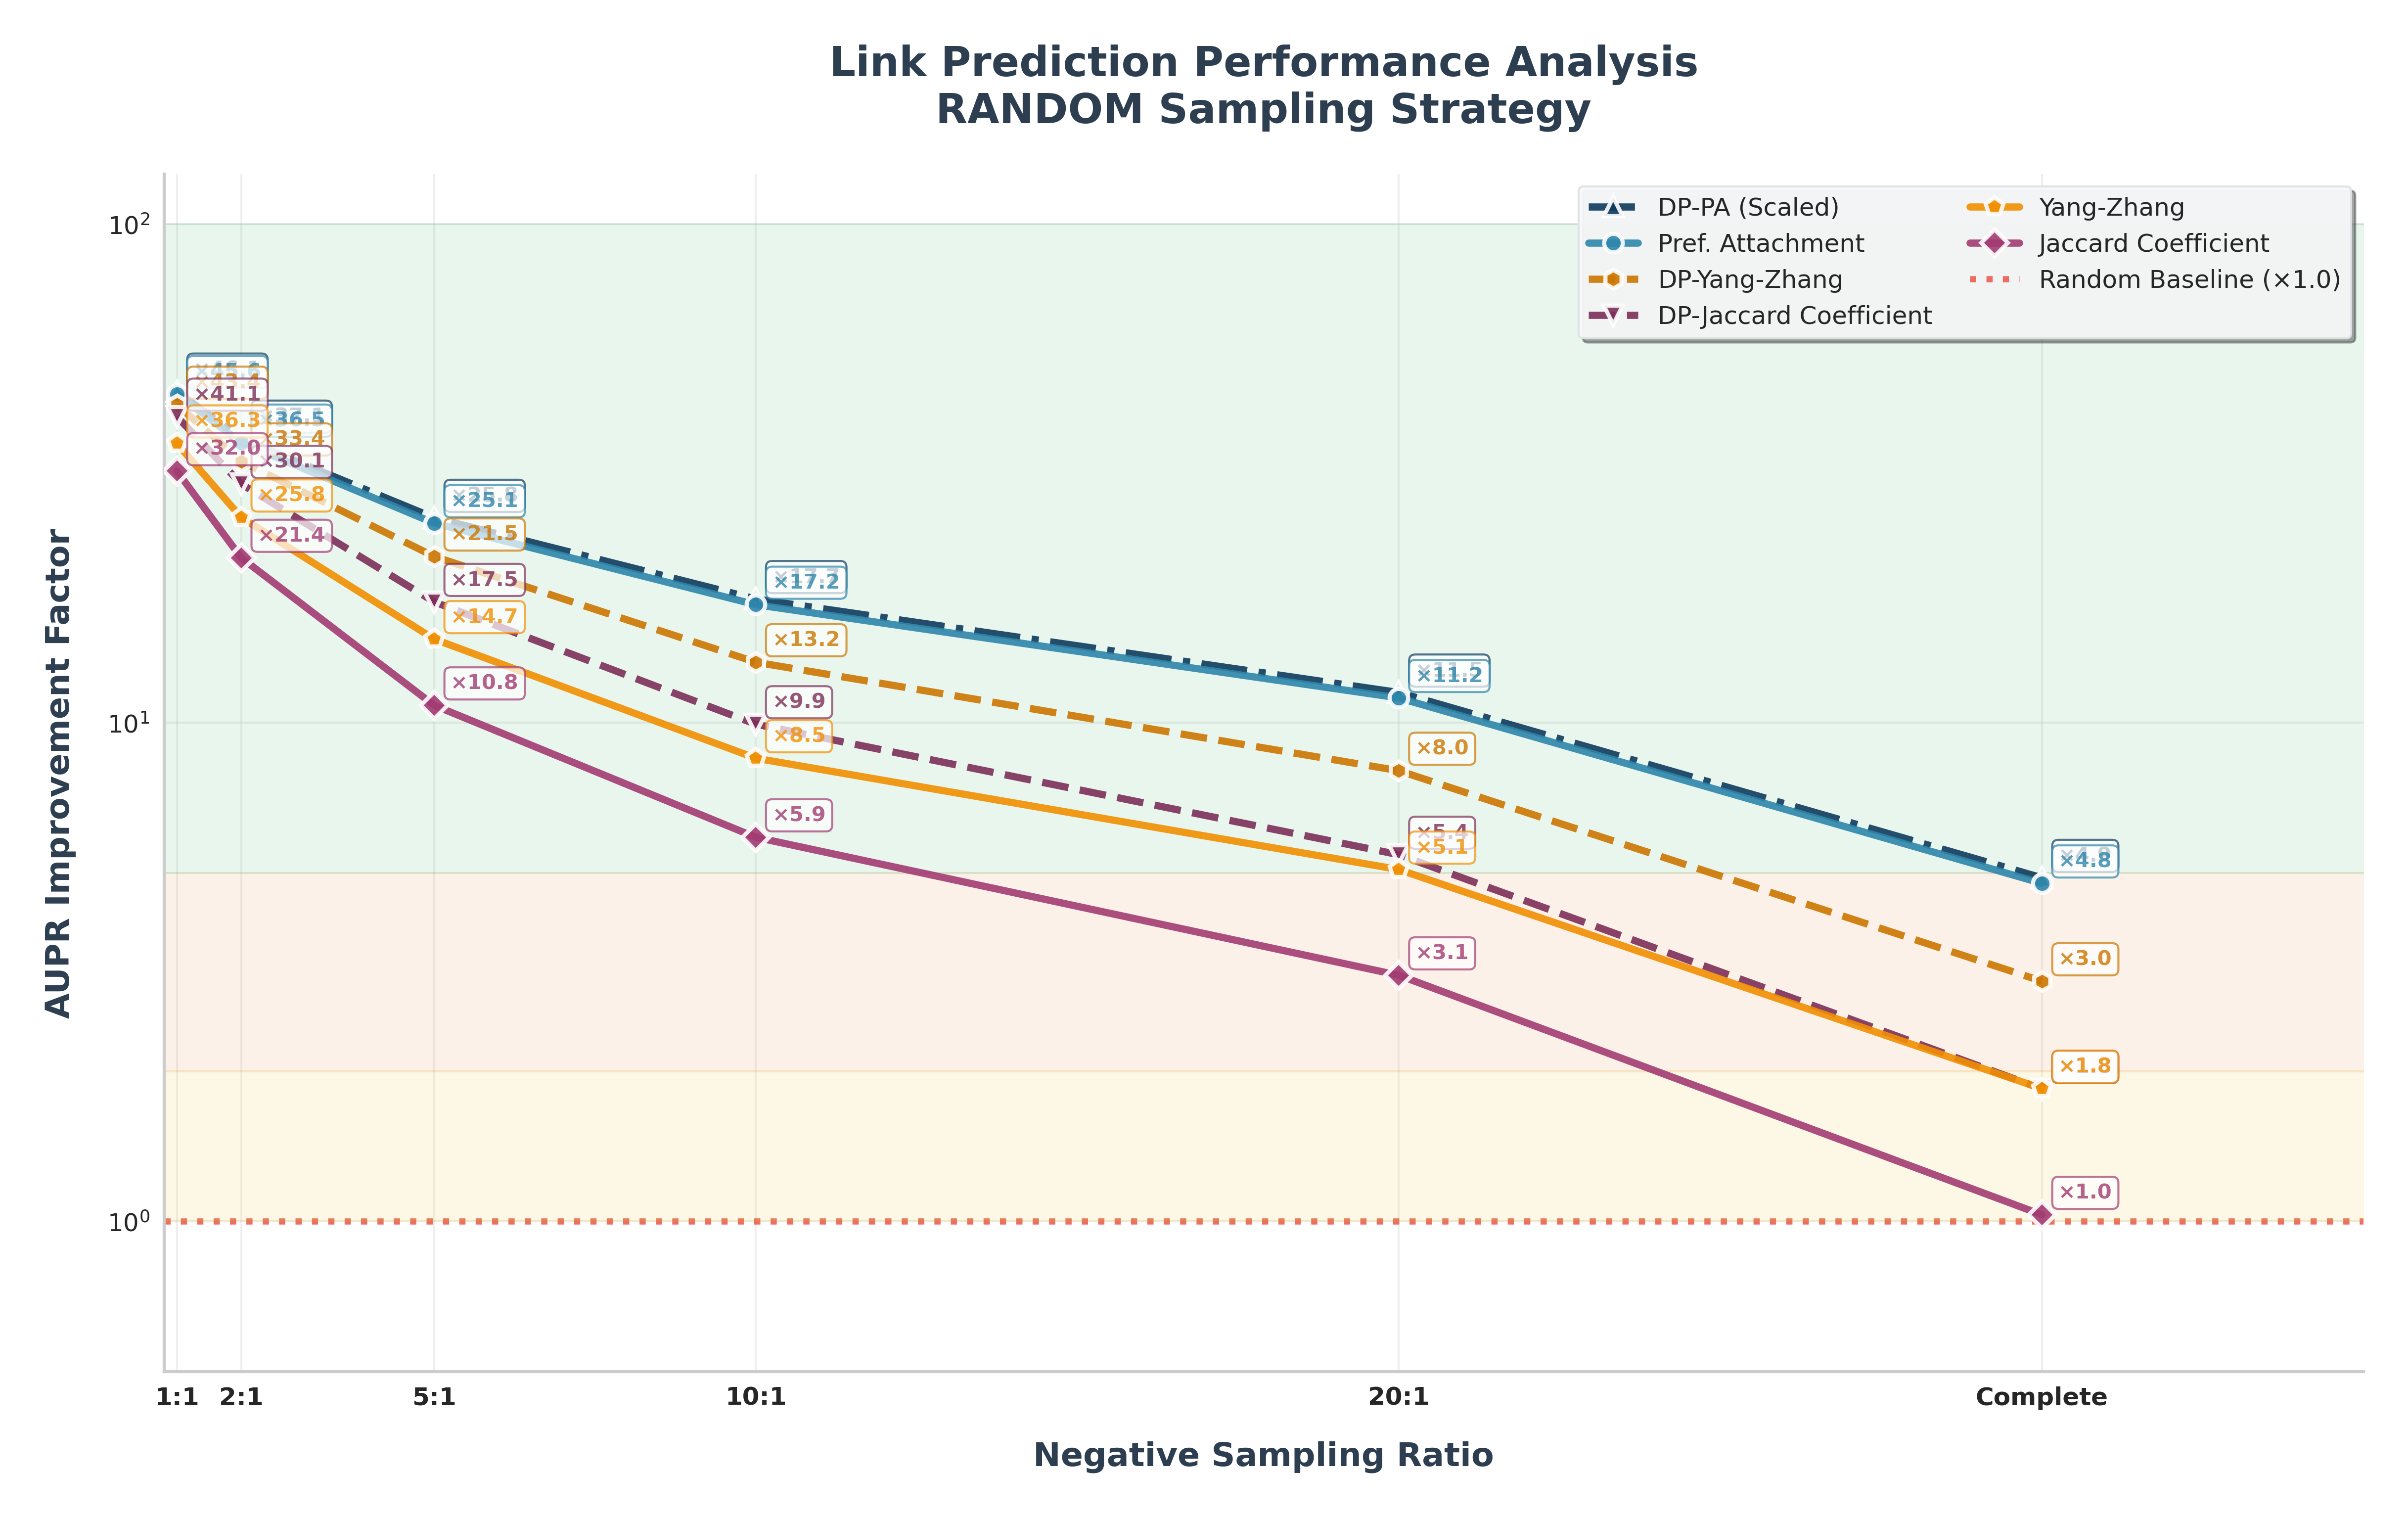 Link Prediction Performance Analysis
RANDOM Sampling Strategy
DP-PA (Scaled)
Pref. Attachment
DP-Yang-Zhang
DP-Jaccard Coefficient
Yang-Zhang
Jaccard Coefficient
Random Baseline (×1.0)
AUPR Improvement Factor
10²
10¹
10⁰
×41.1
×36.3
×32.0
×36.5
×33.4
×30.1
×25.8
×21.4
×25.1
×21.5
×17.5
×14.7
×10.8
×17.2
×13.2
×9.9
×8.5
×5.9
×11.2
×8.0
×5.4
×5.1
×3.1
×4.8
×3.0
×1.8
×1.0
1:1
2:1
5:1
10:1
20:1
Complete
Negative Sampling Ratio